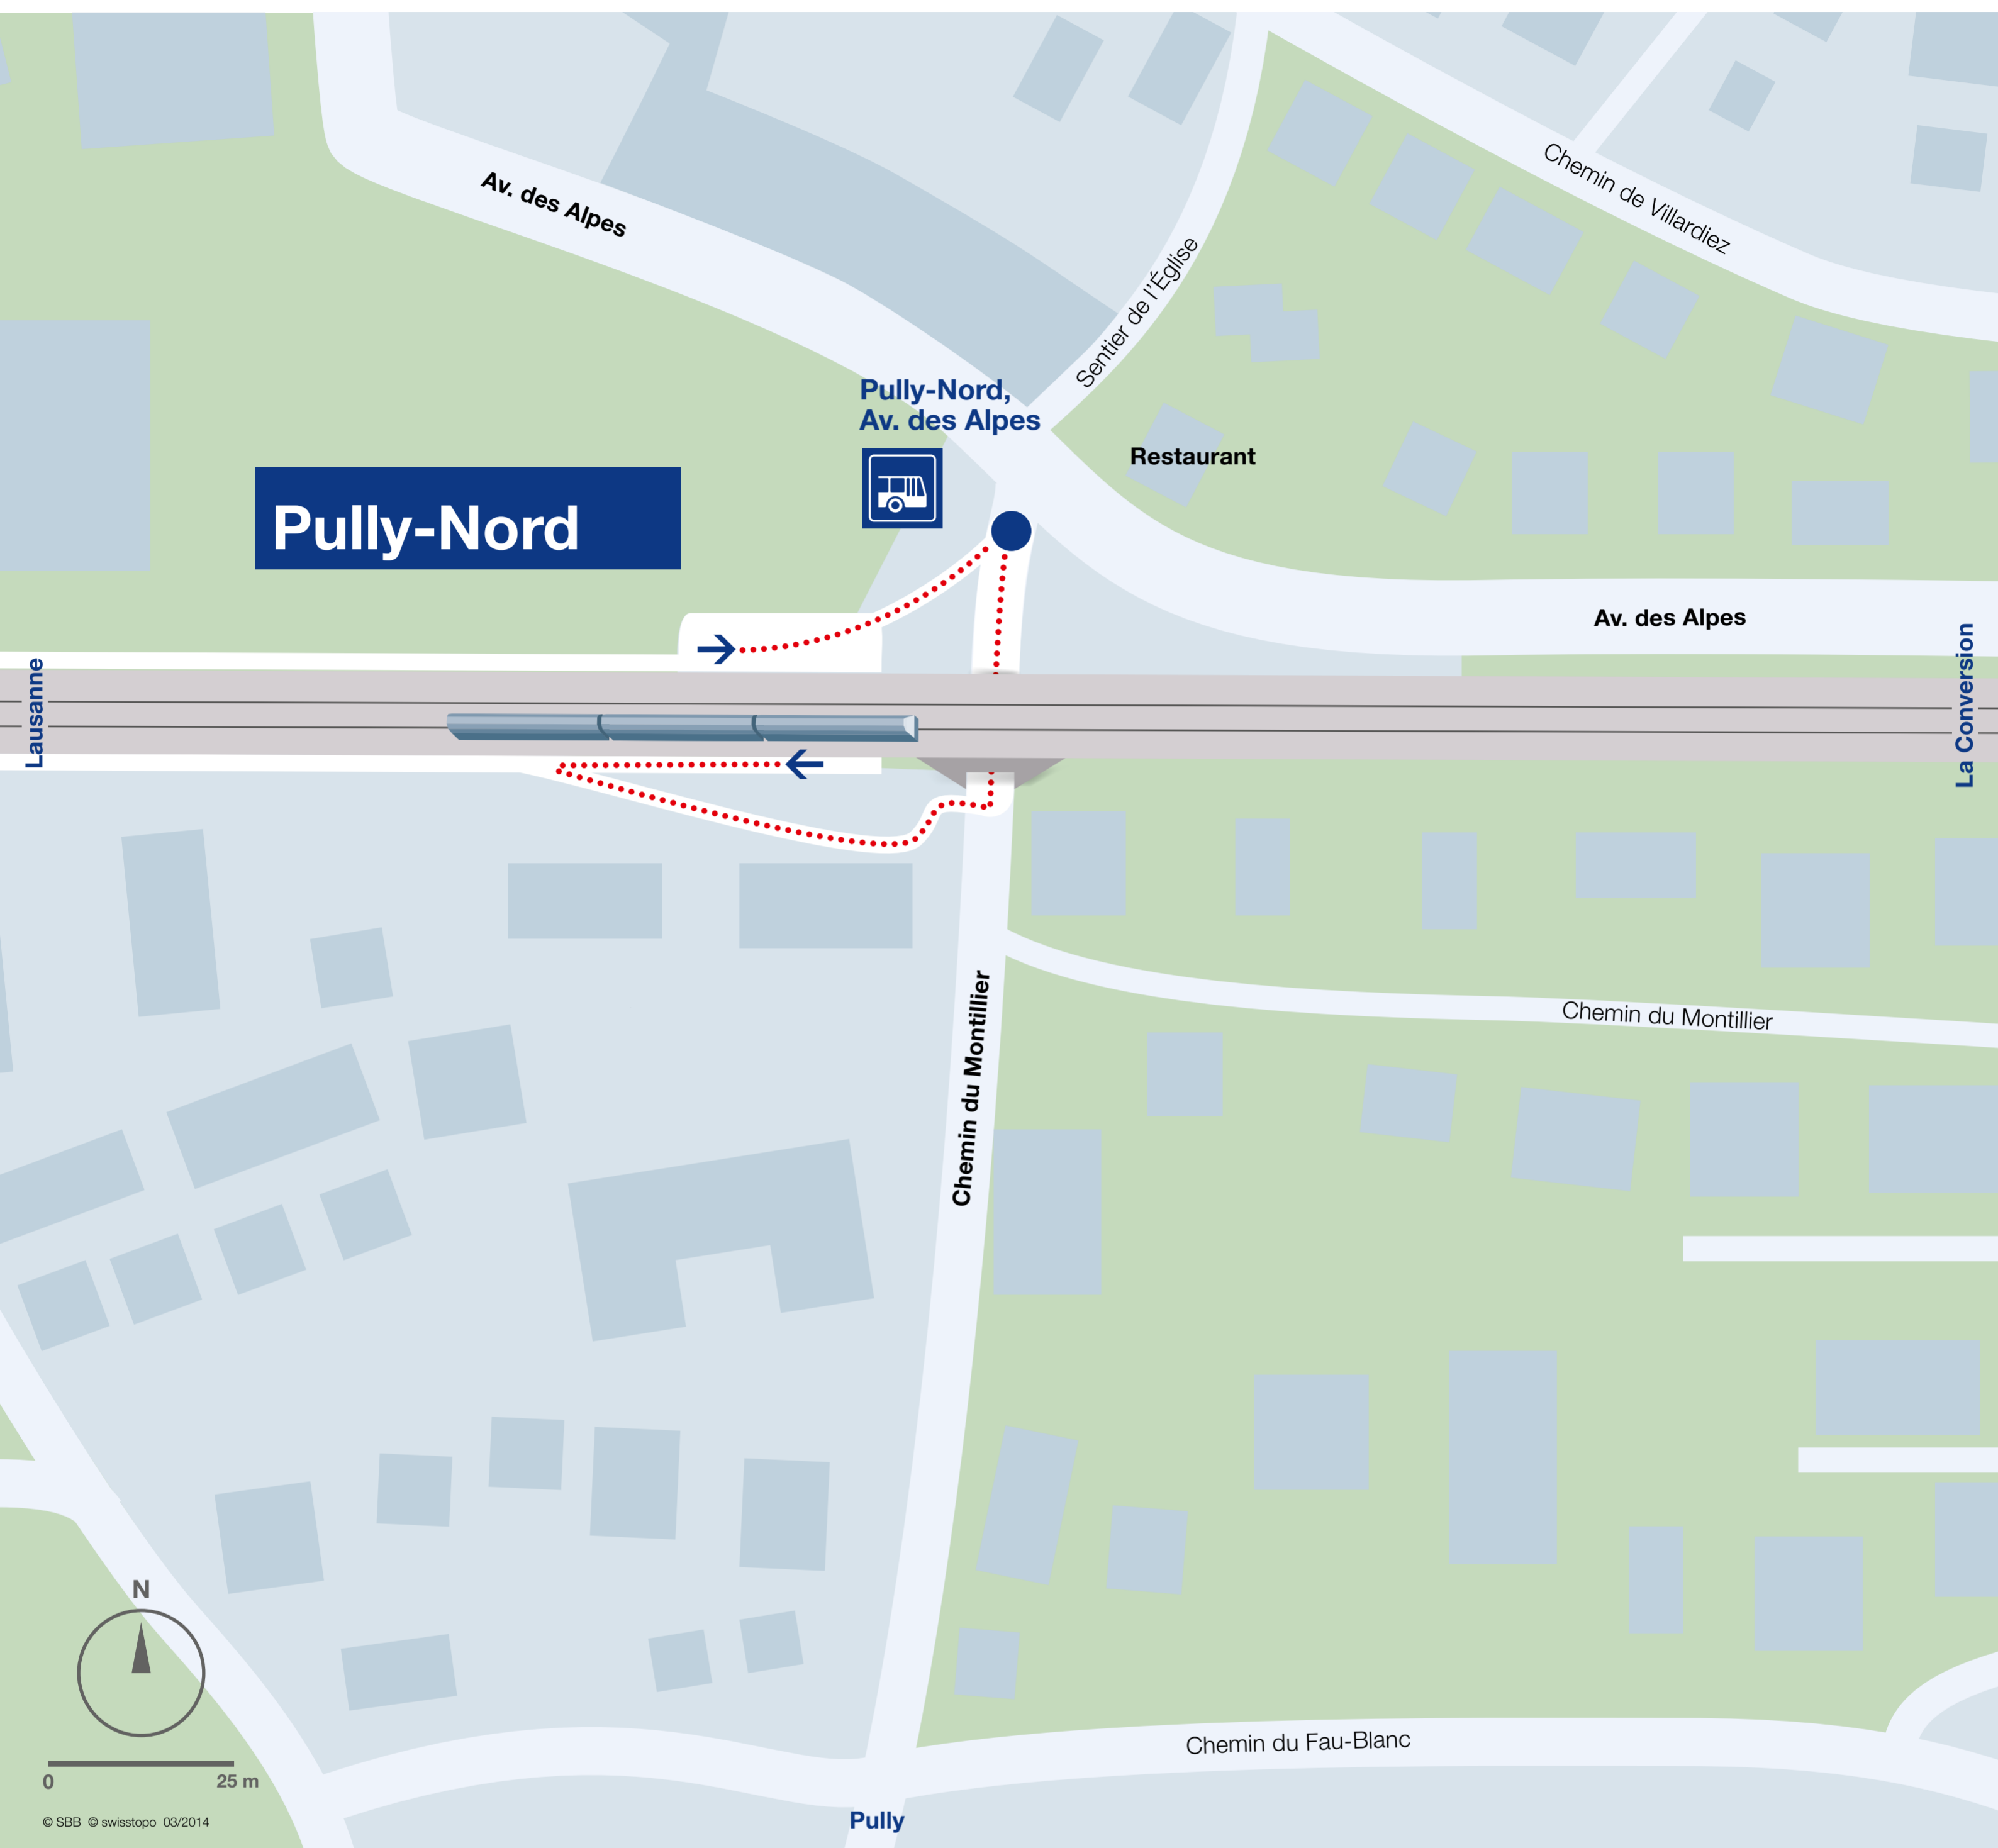 Chemin de Villardiez
Av. des Alpes
Sentier de l'Église
Pully-Nord,
Av. des Alpes
Restaurant
Pully-Nord
Av. des Alpes
Lausanne
La Conversion
Chemin du Montillier
Chemin du Montillier
N
Chemin du Fau-Blanc
0 25 m
Pully
© SBB © swisstopo 03/2014